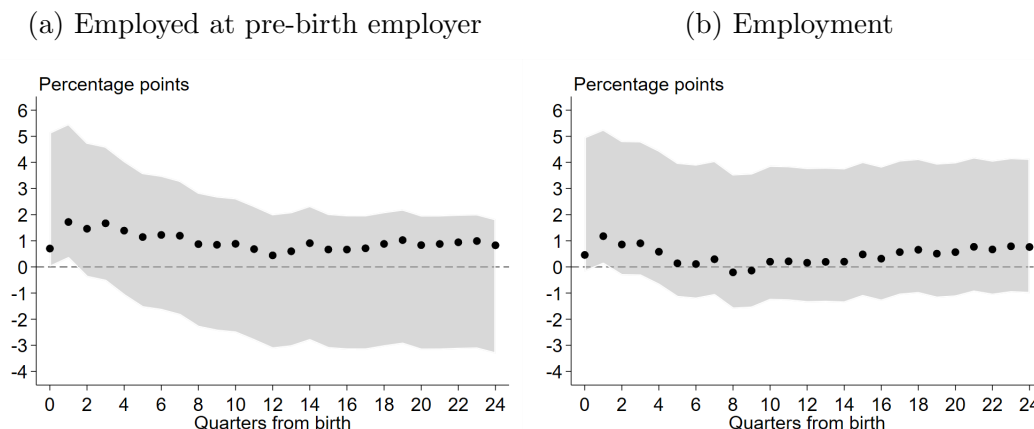 (a) Employed at pre-birth employer
Percentage points
6
5
4
3
2
1
0
-1
-2
-3
-4
0 2 4 6 8 10 12 14 16 18 20 22 24
Quarters from birth
(b) Employment
Percentage points
6
5
4
3
2
1
0
-1
-2
-3
-4
0 2 4 6 8 10 12 14 16 18 20 22 24
Quarters from birth